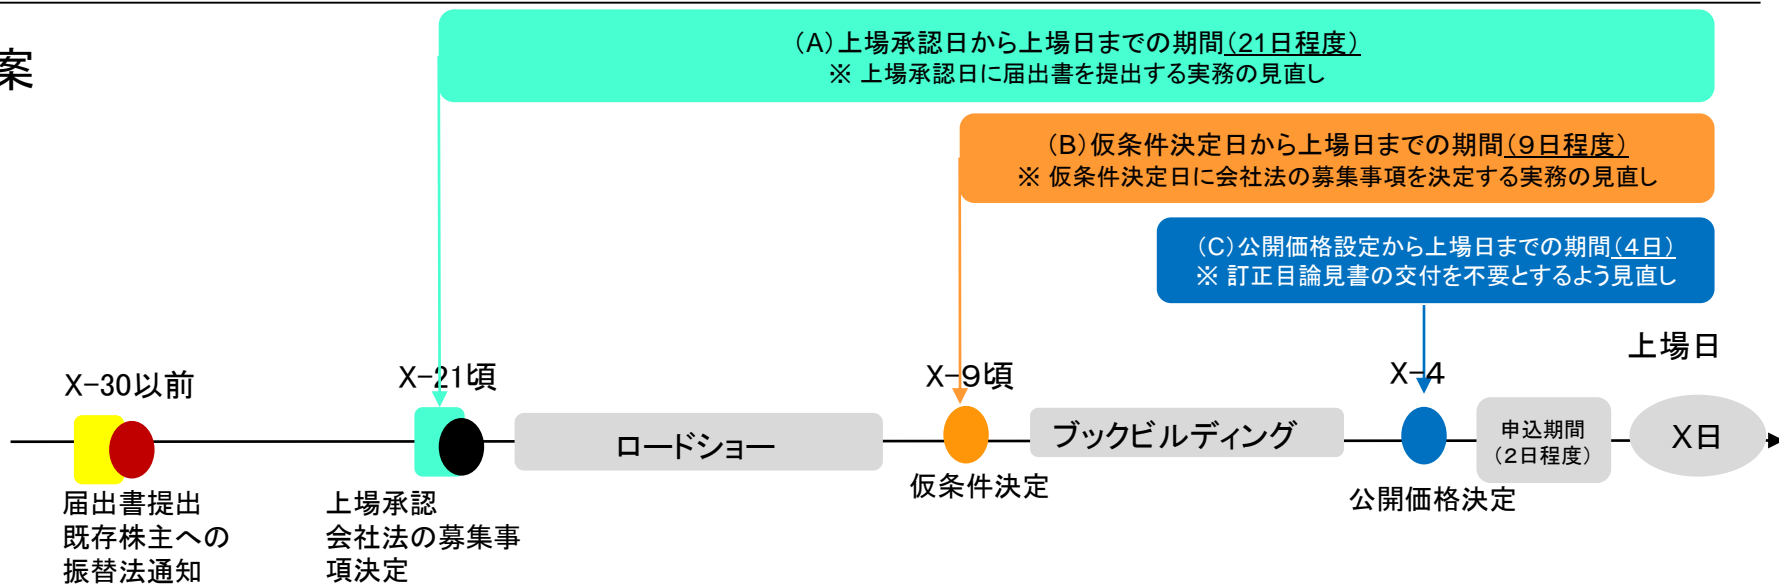 案
（A）上場承認日から上場日までの期間（21日程度）
※ 上場承認日に届出書を提出する実務の見直し
（B）仮条件決定日から上場日までの期間（９日程度）
※ 仮条件決定日に会社法の募集事項を決定する実務の見直し
（C）公開価格設定から上場日までの期間（４日）
※ 訂正目論見書の交付を不要とするよう見直し
上場日
X−30以前
X−21頃
X−９頃
X−４
ロードショー
ブックビルディング
申込期間
（２日程度）
X日
届出書提出
既存株主への
振替法通知
上場承認
会社法の募集事
項決定
仮条件決定
公開価格決定